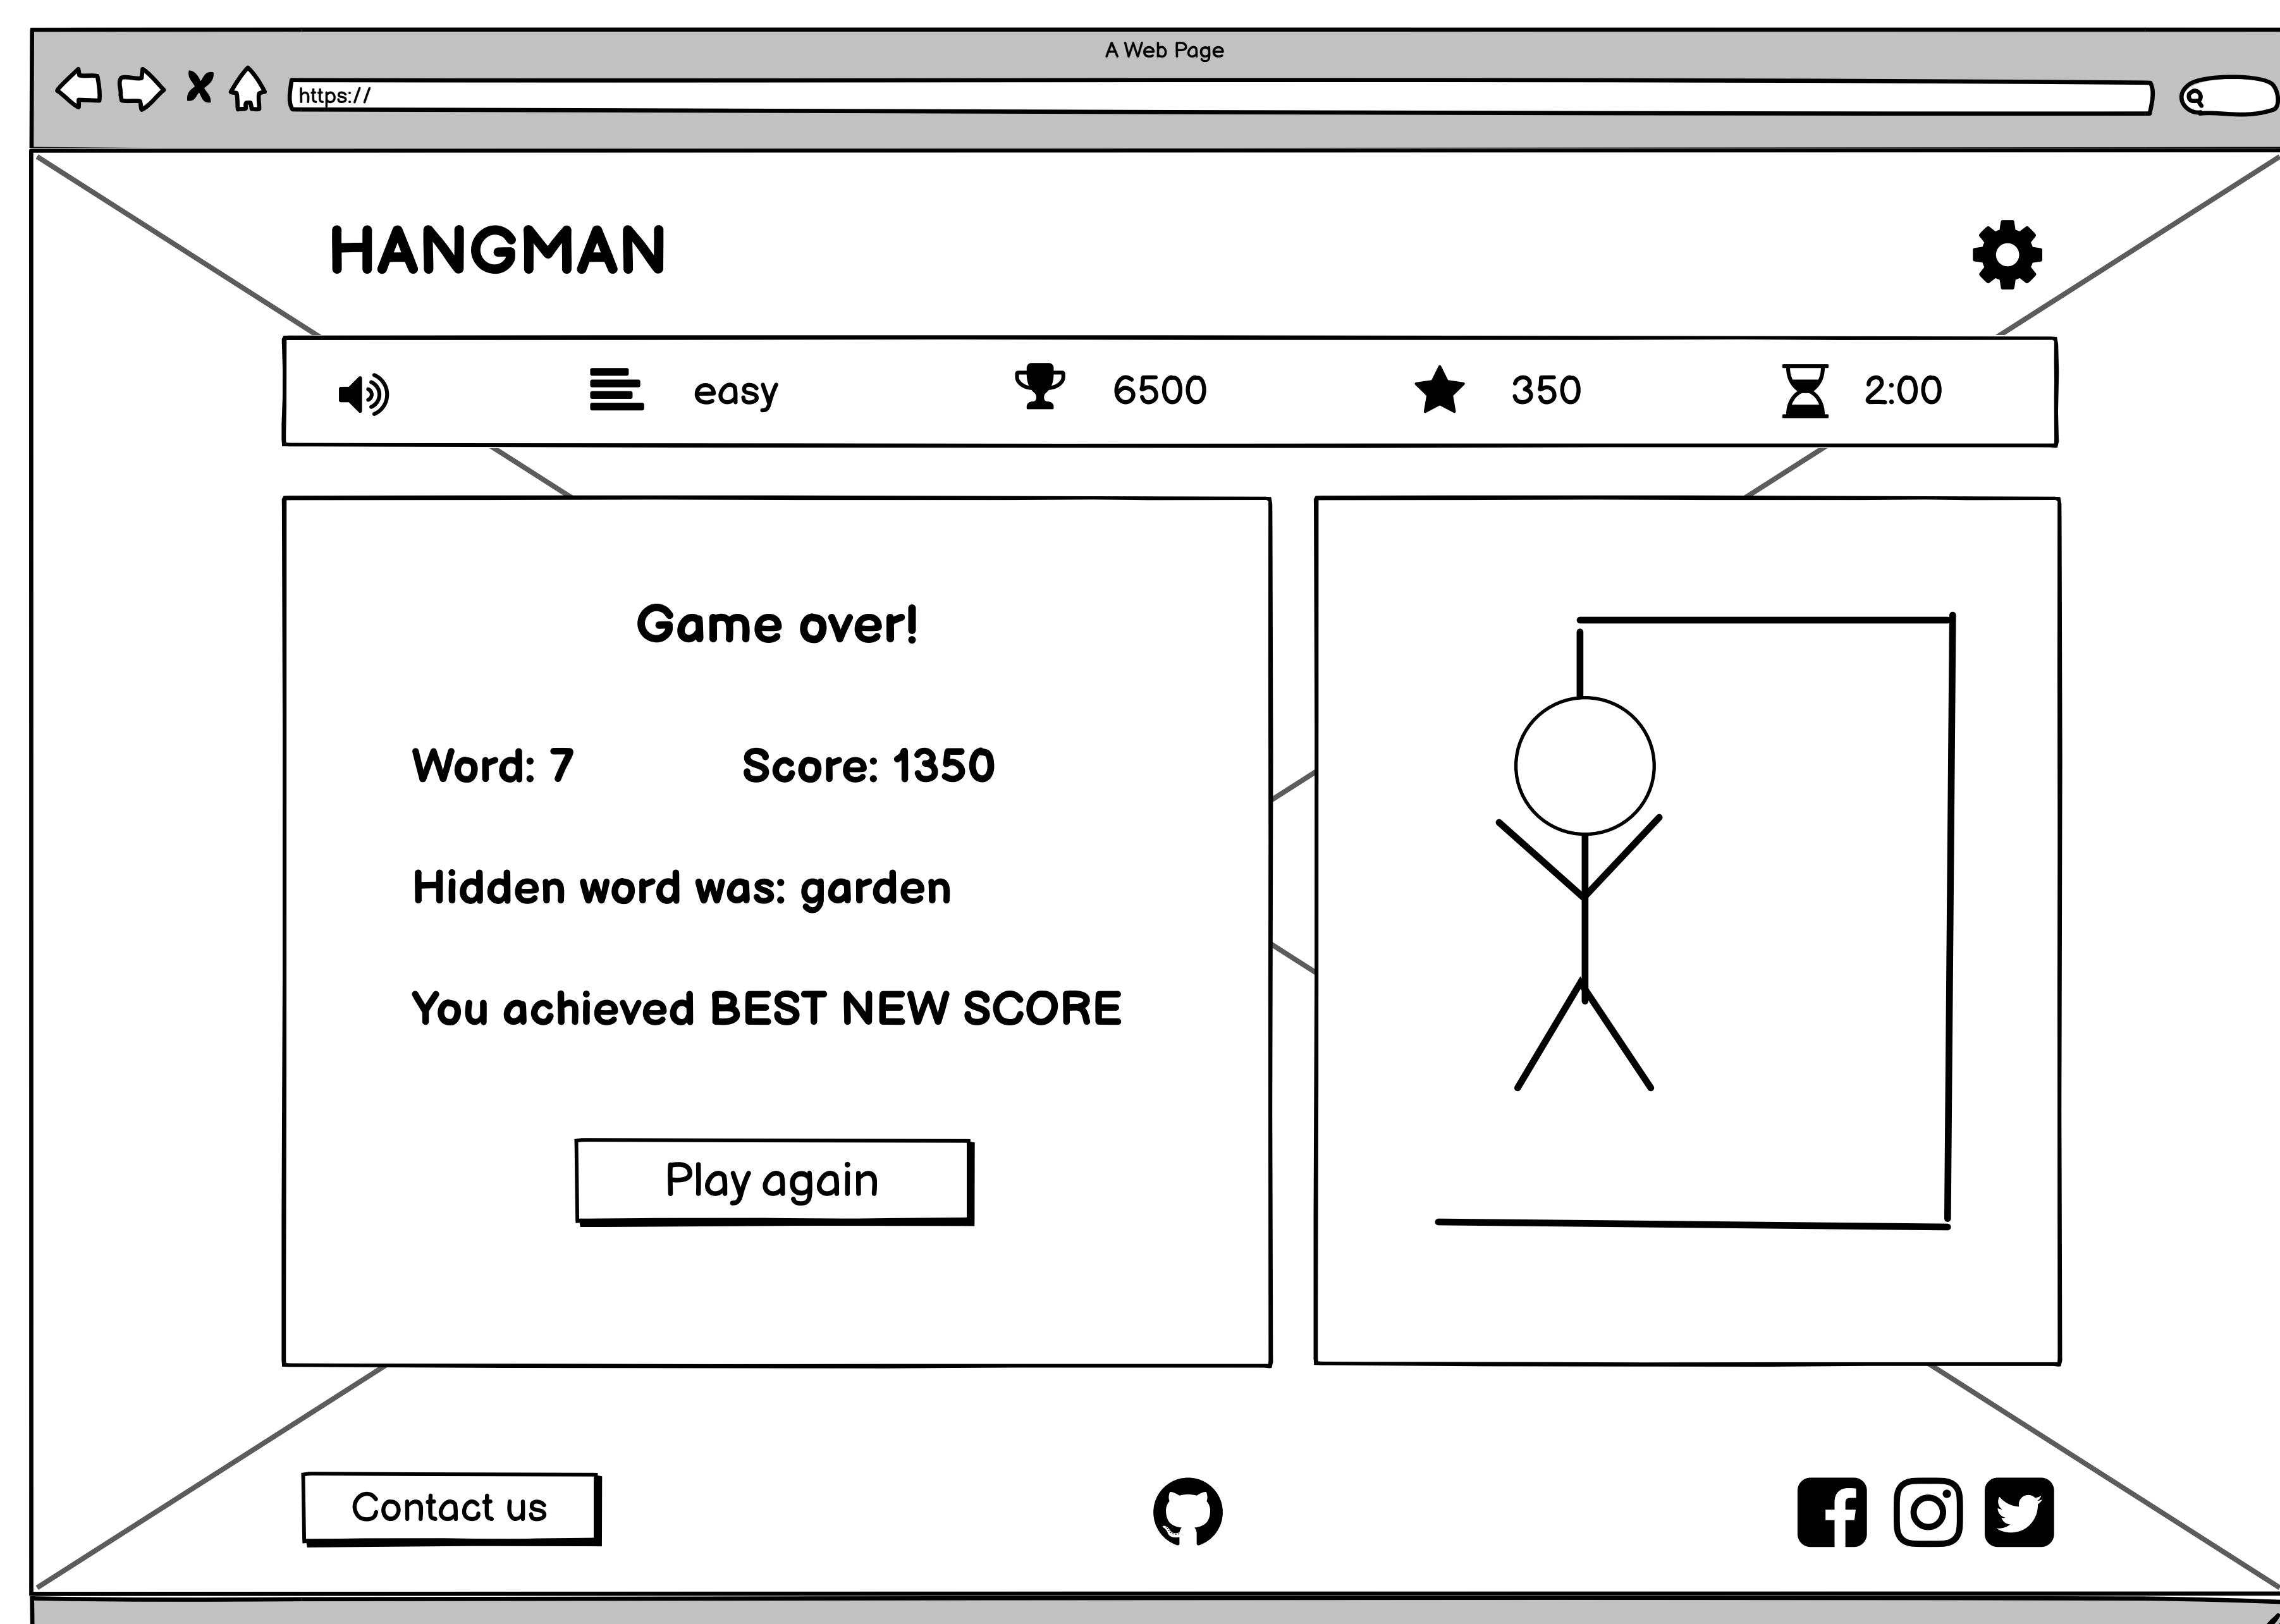 A Web Page
https://
HANGMAN
easy 6500 350 2:00
Game over!
Word: 7 Score: 1350
Hidden word was: garden
You achieved BEST NEW SCORE
Play again
Contact us